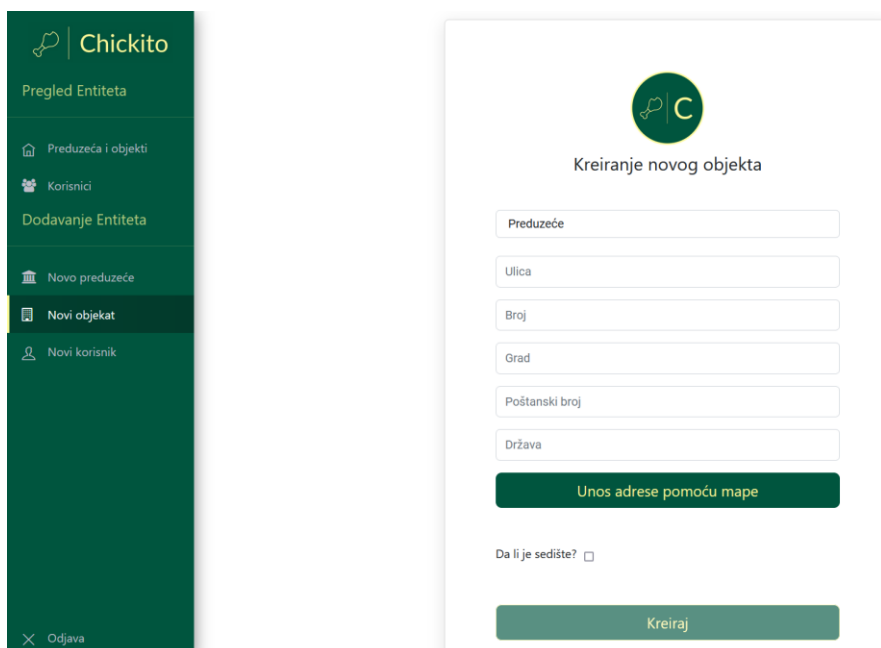 Chickito
Pregled Entiteta
Preduzeća i objekti
Korisnici
Dodavanje Entiteta
Novo preduzeće
Novi objekat
Novi korisnik
Odjava
C
Kreiranje novog objekta
Preduzeće
Ulica
Broj
Grad
Poštanski broj
Država
Unos adrese pomoću mape
Da li je sedište?
Kreiraj